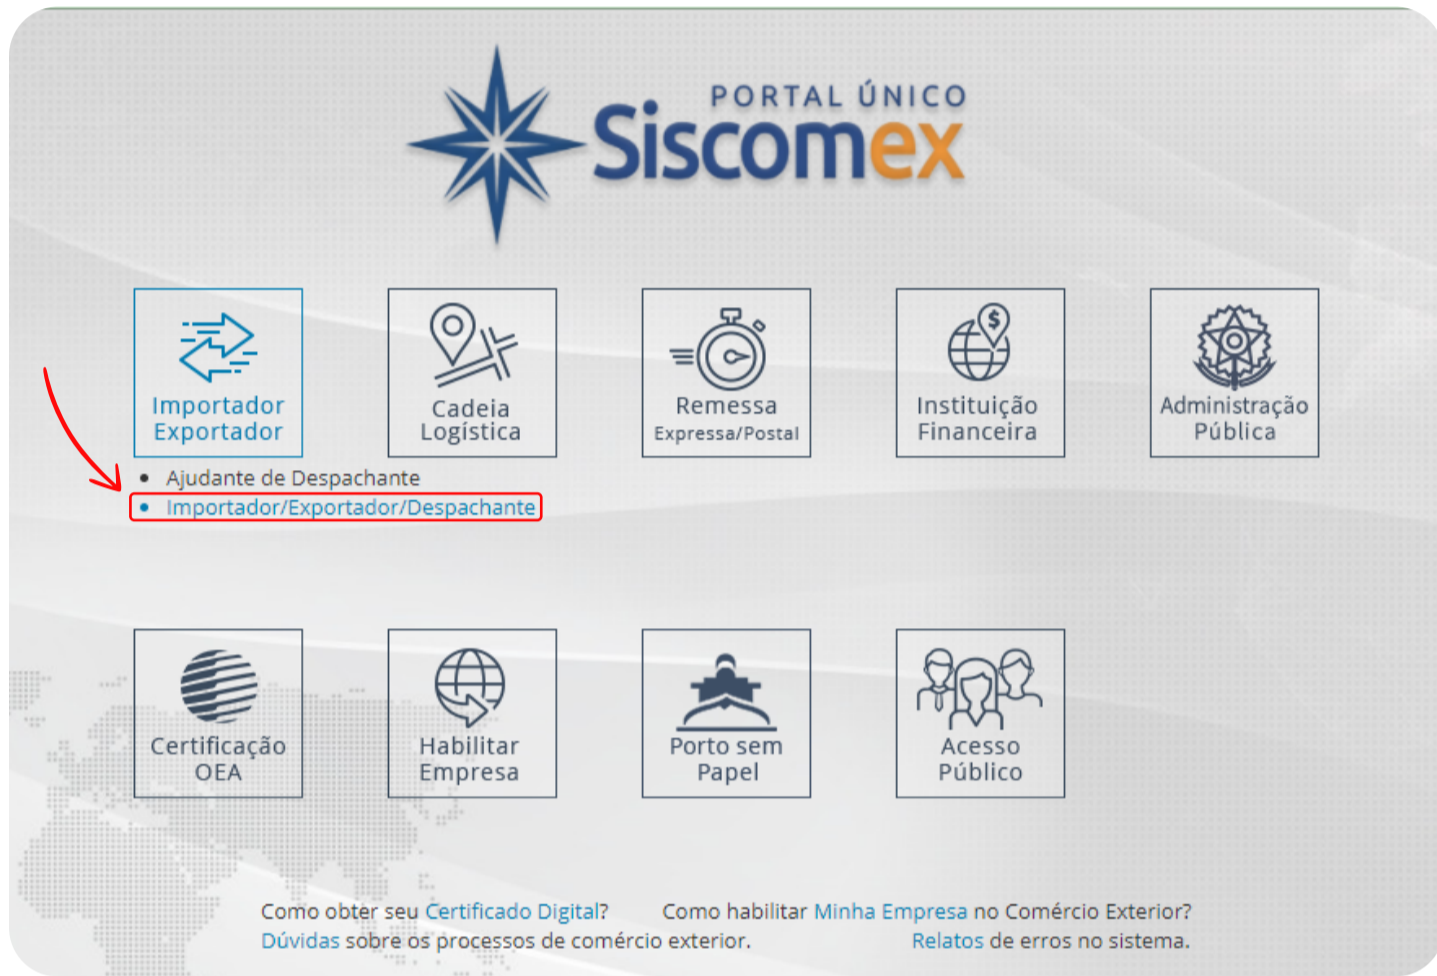 PORTAL ÚNICO
Siscomex
Importador
Exportador
Cadeia
Logística
Remessa
Expressa/Postal
Instituição
Financeira
$
Administração
Pública
• Ajudante de Despachante
• Importador/Exportador/Despachante
Certificação
OEA
Habilitar
Empresa
Porto sem
Papel
Acesso
Público
Como obter seu Certificado Digital?
Como habilitar Minha Empresa no Comércio Exterior?
Dúvidas sobre os processos de comércio exterior.
Relatos de erros no sistema.